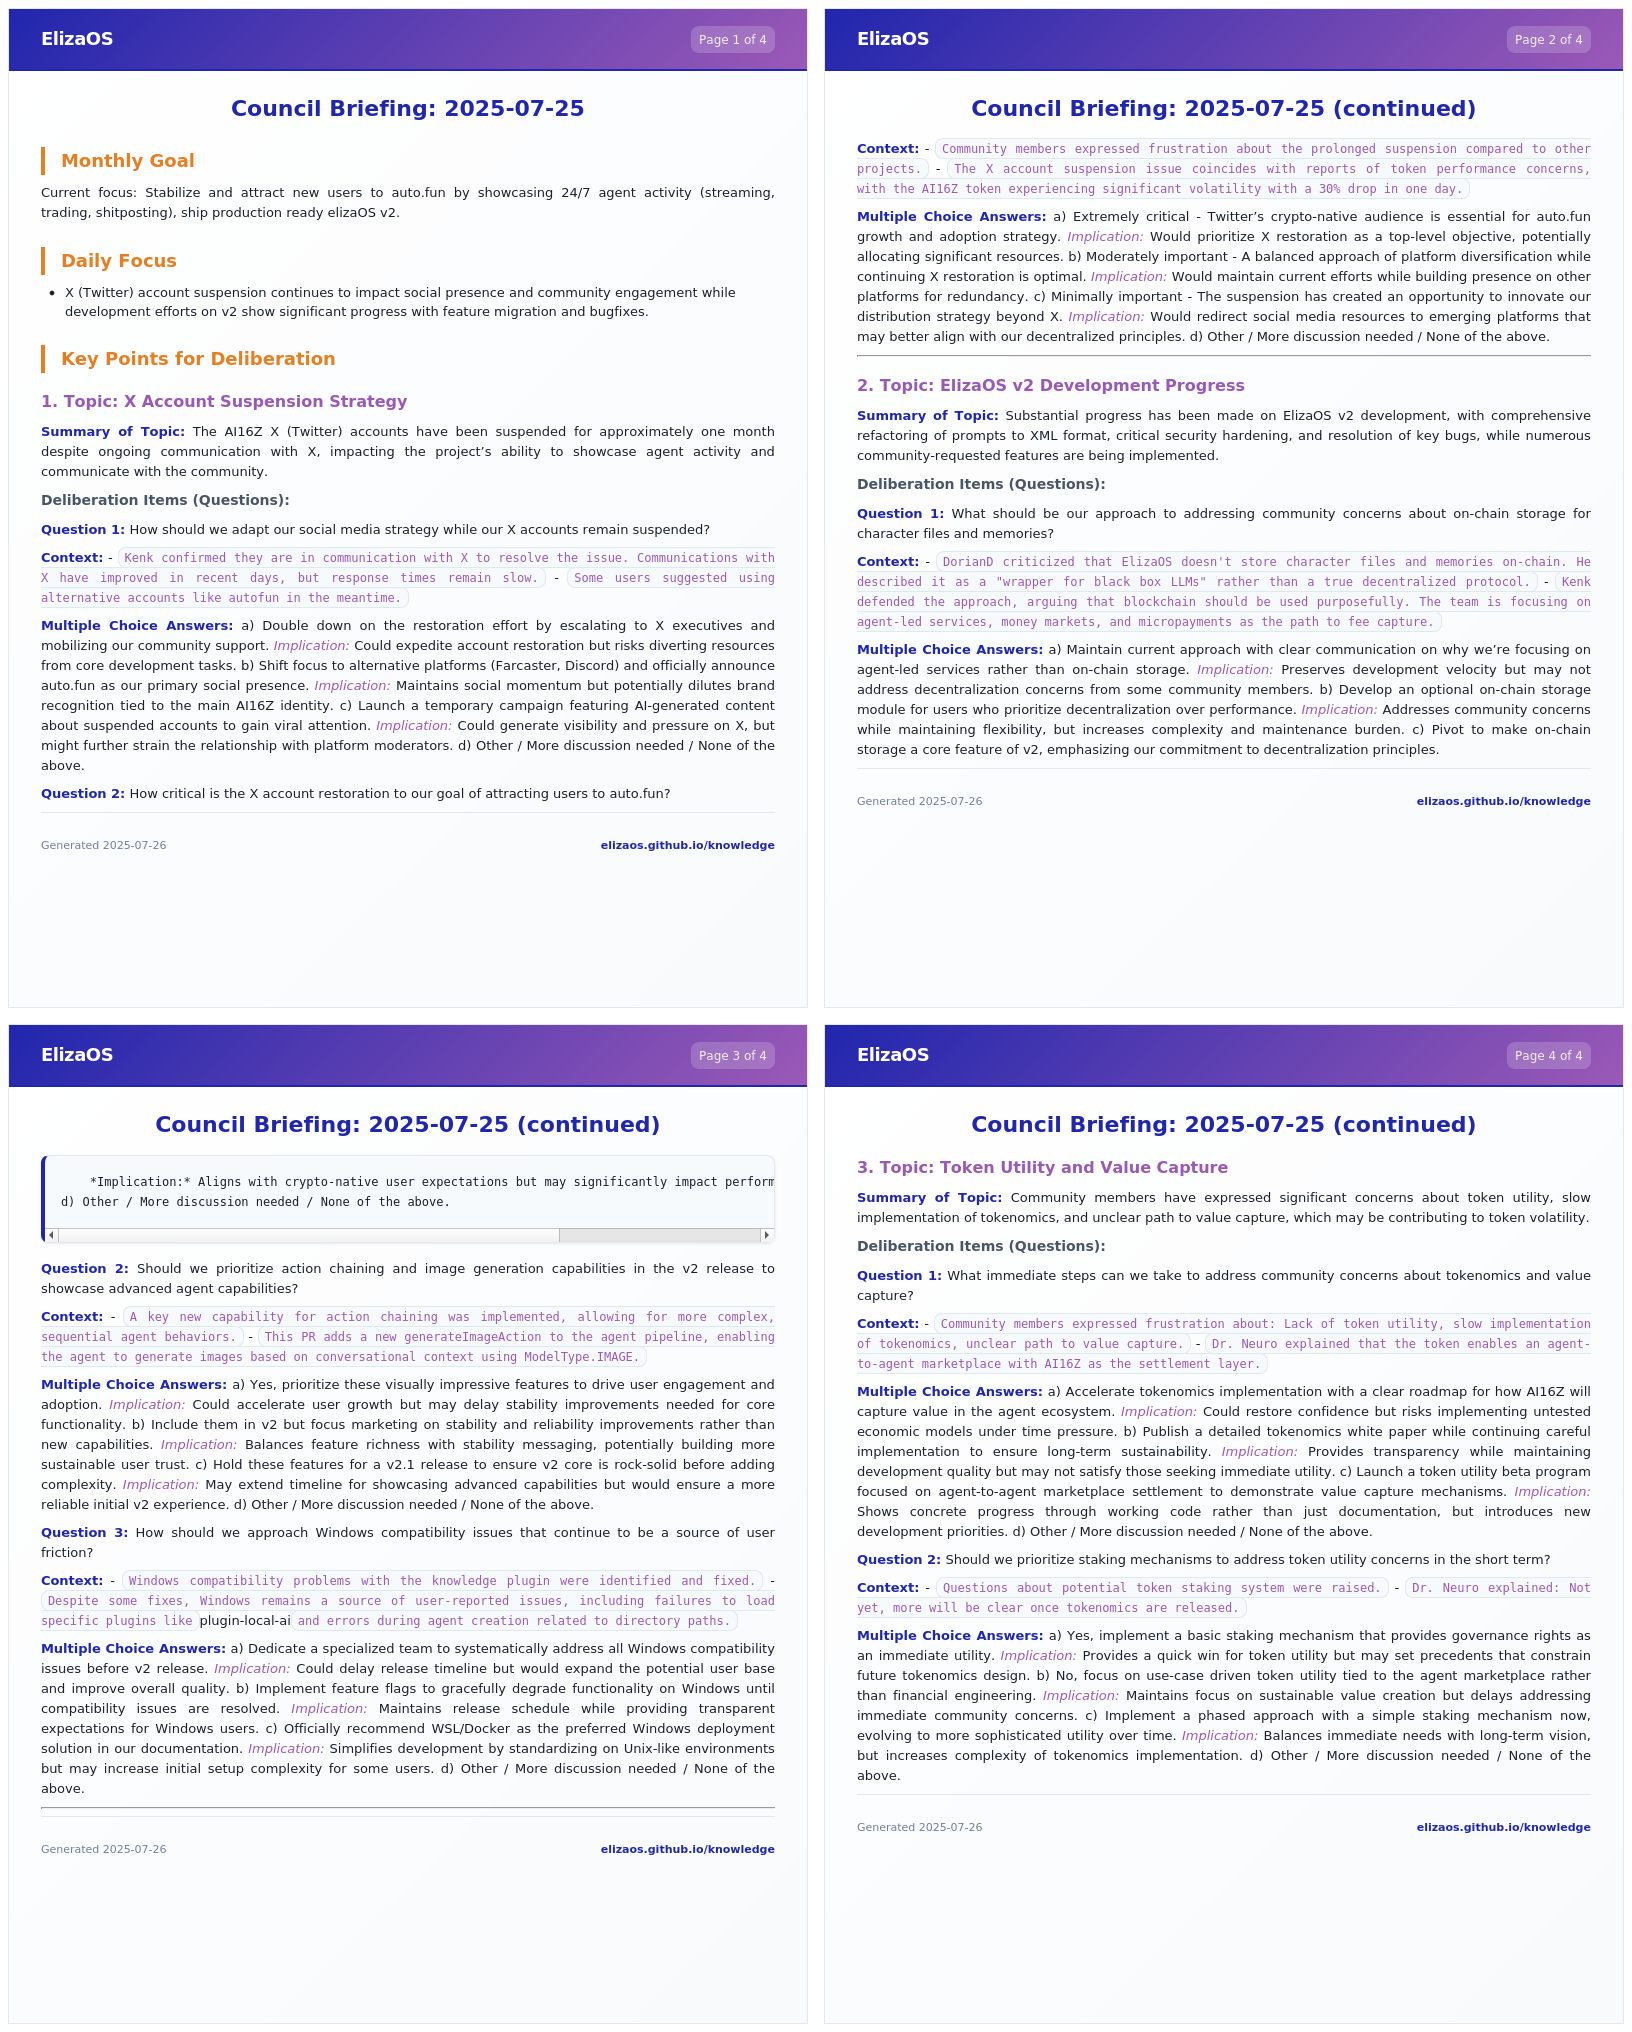 ElizaOS
Page 1 of 4
Council Briefing: 2025-07-25
Monthly Goal
Current focus: Stabilize and attract new users to auto.fun by showcasing 24/7 agent activity (streaming,
trading, shitposting), ship production ready elizaOS v2.
Daily Focus
• X (Twitter) account suspension continues to impact social presence and community engagement while
development efforts on v2 show significant progress with feature migration and bugfixes.
Key Points for Deliberation
1. Topic: X Account Suspension Strategy
Summary of Topic: The AI16Z X (Twitter) accounts have been suspended for approximately one month
despite ongoing communication with X, impacting the project’s ability to showcase agent activity and
communicate with the community.
Deliberation Items (Questions):
Question 1: How should we adapt our social media strategy while our X accounts remain suspended?
Context: - Kenk confirmed they are in communication with X to resolve the issue. Communications with
X have improved in recent days, but response times remain slow. - Some users suggested using
alternative accounts like autofun in the meantime.
Multiple Choice Answers: a) Double down on the restoration effort by escalating to X executives and
mobilizing our community support. Implication: Could expedite account restoration but risks diverting resources
from core development tasks. b) Shift focus to alternative platforms (Farcaster, Discord) and officially announce
auto.fun as our primary social presence. Implication: Maintains social momentum but potentially dilutes brand
recognition tied to the main AI16Z identity. c) Launch a temporary campaign featuring AI-generated content
about suspended accounts to gain viral attention. Implication: Could generate visibility and pressure on X, but
might further strain the relationship with platform moderators. d) Other / More discussion needed / None of the
above.
Question 2: How critical is the X account restoration to our goal of attracting users to auto.fun?
Generated 2025-07-26
elizaos.github.io/knowledge
ElizaOS
Page 2 of 4
Council Briefing: 2025-07-25 (continued)
Context: - Community members expressed frustration about the prolonged suspension compared to other
projects. - The X account suspension issue coincides with reports of token performance concerns,
with the AI16Z token experiencing significant volatility with a 30% drop in one day.
Multiple Choice Answers: a) Extremely critical - Twitter’s crypto-native audience is essential for auto.fun
growth and adoption strategy. Implication: Would prioritize X restoration as a top-level objective, potentially
allocating significant resources. b) Moderately important - A balanced approach of platform diversification while
continuing X restoration is optimal. Implication: Would maintain current efforts while building presence on other
platforms for redundancy. c) Minimally important - The suspension has created an opportunity to innovate our
distribution strategy beyond X. Implication: Would redirect social media resources to emerging platforms that
may better align with our decentralized principles. d) Other / More discussion needed / None of the above.
2. Topic: ElizaOS v2 Development Progress
Summary of Topic: Substantial progress has been made on ElizaOS v2 development, with comprehensive
refactoring of prompts to XML format, critical security hardening, and resolution of key bugs, while numerous
community-requested features are being implemented.
Deliberation Items (Questions):
Question 1: What should be our approach to addressing community concerns about on-chain storage for
character files and memories?
Context: - DorianD criticized that ElizaOS doesn't store character files and memories on-chain. He
described it as a "wrapper for black box LLMs" rather than a true decentralized protocol. - Kenk
defended the approach, arguing that blockchain should be used purposefully. The team is focusing on
agent-led services, money markets, and micropayments as the path to fee capture.
Multiple Choice Answers: a) Maintain current approach with clear communication on why we’re focusing on
agent-led services rather than on-chain storage. Implication: Preserves development velocity but may not
address decentralization concerns from some community members. b) Develop an optional on-chain storage
module for users who prioritize decentralization over performance. Implication: Addresses community concerns
while maintaining flexibility, but increases complexity and maintenance burden. c) Pivot to make on-chain
storage a core feature of v2, emphasizing our commitment to decentralization principles.
Generated 2025-07-26
elizaos.github.io/knowledge
ElizaOS
Page 3 of 4
Council Briefing: 2025-07-25 (continued)
*Implication:* Aligns with crypto-native user expectations but may significantly impact perform
d) Other / More discussion needed / None of the above.
Question 2: Should we prioritize action chaining and image generation capabilities in the v2 release to
showcase advanced agent capabilities?
Context: - A key new capability for action chaining was implemented, allowing for more complex,
sequential agent behaviors. - This PR adds a new generateImageAction to the agent pipeline, enabling
the agent to generate images based on conversational context using ModelType.IMAGE.
Multiple Choice Answers: a) Yes, prioritize these visually impressive features to drive user engagement and
adoption. Implication: Could accelerate user growth but may delay stability improvements needed for core
functionality. b) Include them in v2 but focus marketing on stability and reliability improvements rather than
new capabilities. Implication: Balances feature richness with stability messaging, potentially building more
sustainable user trust. c) Hold these features for a v2.1 release to ensure v2 core is rock-solid before adding
complexity. Implication: May extend timeline for showcasing advanced capabilities but would ensure a more
reliable initial v2 experience. d) Other / More discussion needed / None of the above.
Question 3: How should we approach Windows compatibility issues that continue to be a source of user
friction?
Context: - Windows compatibility problems with the knowledge plugin were identified and fixed. -
Despite some fixes, Windows remains a source of user-reported issues, including failures to load
specific plugins like plugin-local-ai and errors during agent creation related to directory paths.
Multiple Choice Answers: a) Dedicate a specialized team to systematically address all Windows compatibility
issues before v2 release. Implication: Could delay release timeline but would expand the potential user base
and improve overall quality. b) Implement feature flags to gracefully degrade functionality on Windows until
compatibility issues are resolved. Implication: Maintains release schedule while providing transparent
expectations for Windows users. c) Officially recommend WSL/Docker as the preferred Windows deployment
solution in our documentation. Implication: Simplifies development by standardizing on Unix-like environments
but may increase initial setup complexity for some users. d) Other / More discussion needed / None of the
above.
Generated 2025-07-26
elizaos.github.io/knowledge
ElizaOS
Page 4 of 4
Council Briefing: 2025-07-25 (continued)
3. Topic: Token Utility and Value Capture
Summary of Topic: Community members have expressed significant concerns about token utility, slow
implementation of tokenomics, and unclear path to value capture, which may be contributing to token volatility.
Deliberation Items (Questions):
Question 1: What immediate steps can we take to address community concerns about tokenomics and value
capture?
Context: - Community members expressed frustration about: Lack of token utility, slow implementation
of tokenomics, unclear path to value capture. - Dr. Neuro explained that the token enables an agent-
to-agent marketplace with AI16Z as the settlement layer.
Multiple Choice Answers: a) Accelerate tokenomics implementation with a clear roadmap for how AI16Z will
capture value in the agent ecosystem. Implication: Could restore confidence but risks implementing untested
economic models under time pressure. b) Publish a detailed tokenomics white paper while continuing careful
implementation to ensure long-term sustainability. Implication: Provides transparency while maintaining
development quality but may not satisfy those seeking immediate utility. c) Launch a token utility beta program
focused on agent-to-agent marketplace settlement to demonstrate value capture mechanisms. Implication:
Shows concrete progress through working code rather than just documentation, but introduces new
development priorities. d) Other / More discussion needed / None of the above.
Question 2: Should we prioritize staking mechanisms to address token utility concerns in the short term?
Context: - Questions about potential token staking system were raised. - Dr. Neuro explained: Not
yet, more will be clear once tokenomics are released.
Multiple Choice Answers: a) Yes, implement a basic staking mechanism that provides governance rights as
an immediate utility. Implication: Provides a quick win for token utility but may set precedents that constrain
future tokenomics design. b) No, focus on use-case driven token utility tied to the agent marketplace rather
than financial engineering. Implication: Maintains focus on sustainable value creation but delays addressing
immediate community concerns. c) Implement a phased approach with a simple staking mechanism now,
evolving to more sophisticated utility over time. Implication: Balances immediate needs with long-term vision,
but increases complexity of tokenomics implementation. d) Other / More discussion needed / None of the
above.
Generated 2025-07-26
elizaos.github.io/knowledge